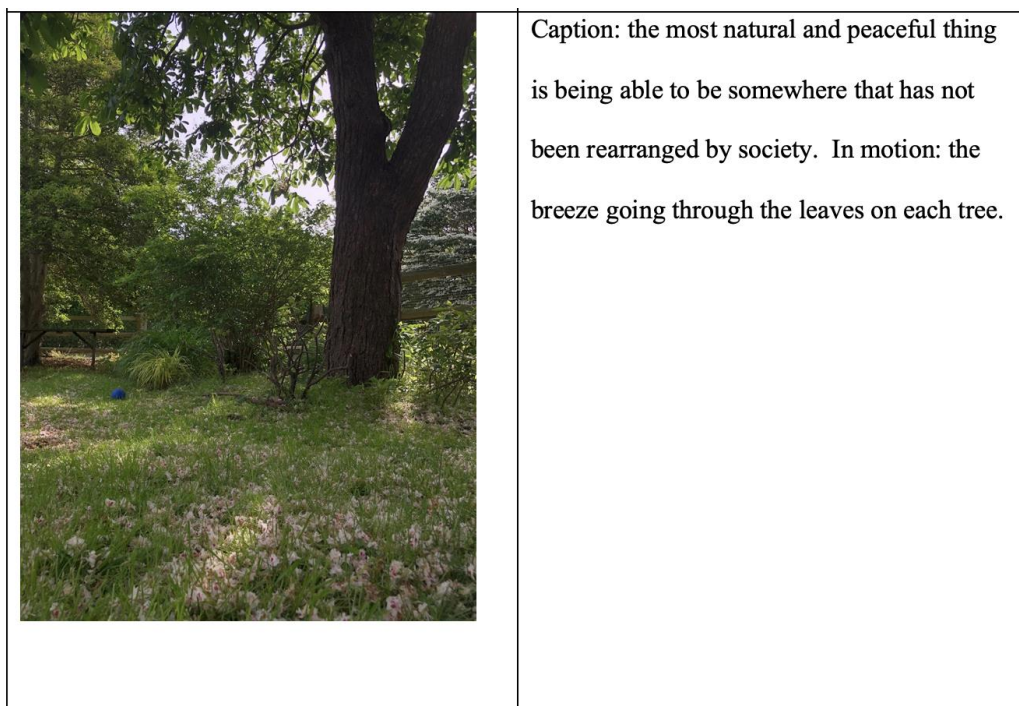 Caption: the most natural and peaceful thing
is being able to be somewhere that has not
been rearranged by society.  In motion: the
breeze going through the leaves on each tree.